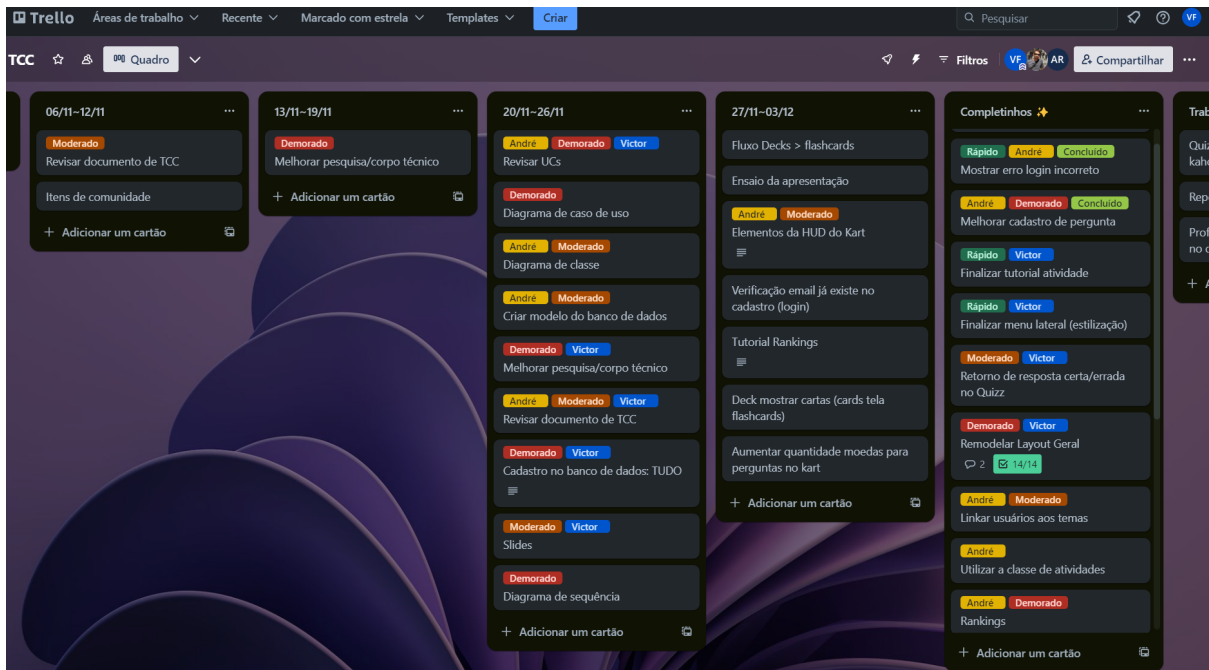 Trello
Áreas de trabalho
Recente
Marcado com estrela
Templates
Criar
Pesquisar
VF
TCC
Quadro
Filtros
VF
AR
Compartilhar
06/11~12/11
Moderado
Revisar documento de TCC
Itens de comunidade
+ Adicionar um cartão
13/11~19/11
Demorado
Melhorar pesquisa/corpo técnico
+ Adicionar um cartão
20/11~26/11
André Demorado Victor
Revisar UCs
Demorado
Diagrama de caso de uso
André Moderado
Diagrama de classe
André Moderado
Criar modelo do banco de dados
Demorado Victor
Melhorar pesquisa/corpo técnico
André Moderado Victor
Revisar documento de TCC
Demorado Victor
Cadastro no banco de dados: TUDO
Moderado Victor
Slides
Demorado
Diagrama de sequência
+ Adicionar um cartão
27/11~03/12
Fluxo Decks > flashcards
Ensaio da apresentação
André Moderado
Elementos da HUD do Kart
Verificação email já existe no
cadastro (login)
Tutorial Rankings
Deck mostrar cartas (cards tela
flashcards)
Aumentar quantidade moedas para
perguntas no kart
+ Adicionar um cartão
Completinhos ✨
Rápido André Concluído
Mostrar erro login incorreto
André Demorado Concluído
Melhorar cadastro de pergunta
Rápido Victor
Finalizar tutorial atividade
Rápido Victor
Finalizar menu lateral (estilização)
Moderado Victor
Retorno de resposta certa/errada
no Quizz
Demorado Victor
Remodelar Layout Geral
2 14/14
André Moderado
Linkar usuários aos temas
André
Utilizar a classe de atividades
André Demorado
Rankings
+ Adicionar um cartão